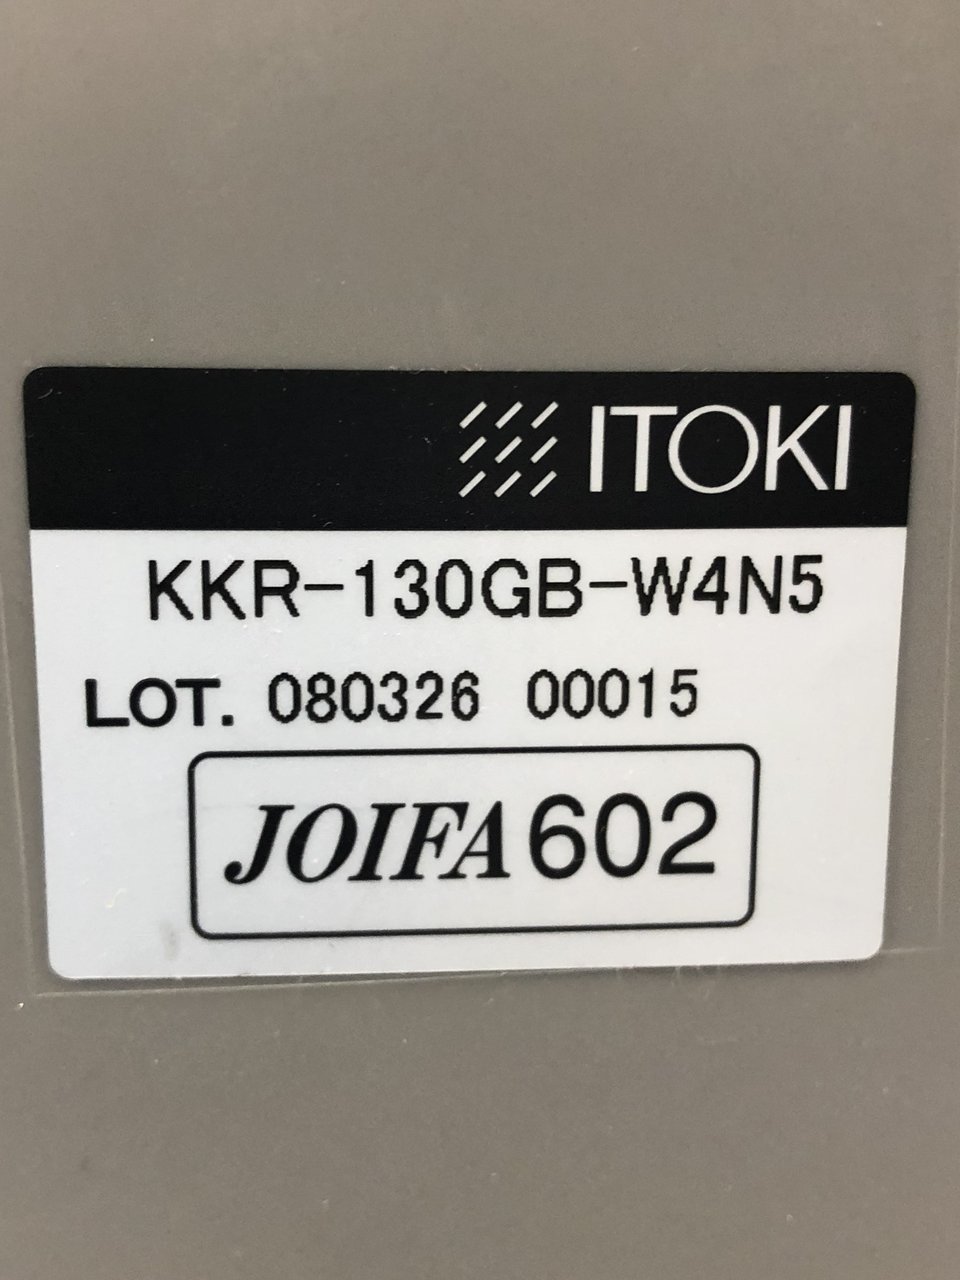 ITOKI
KKR-130GB-W4N5
LOT. 080326 00015
JOIFA 602